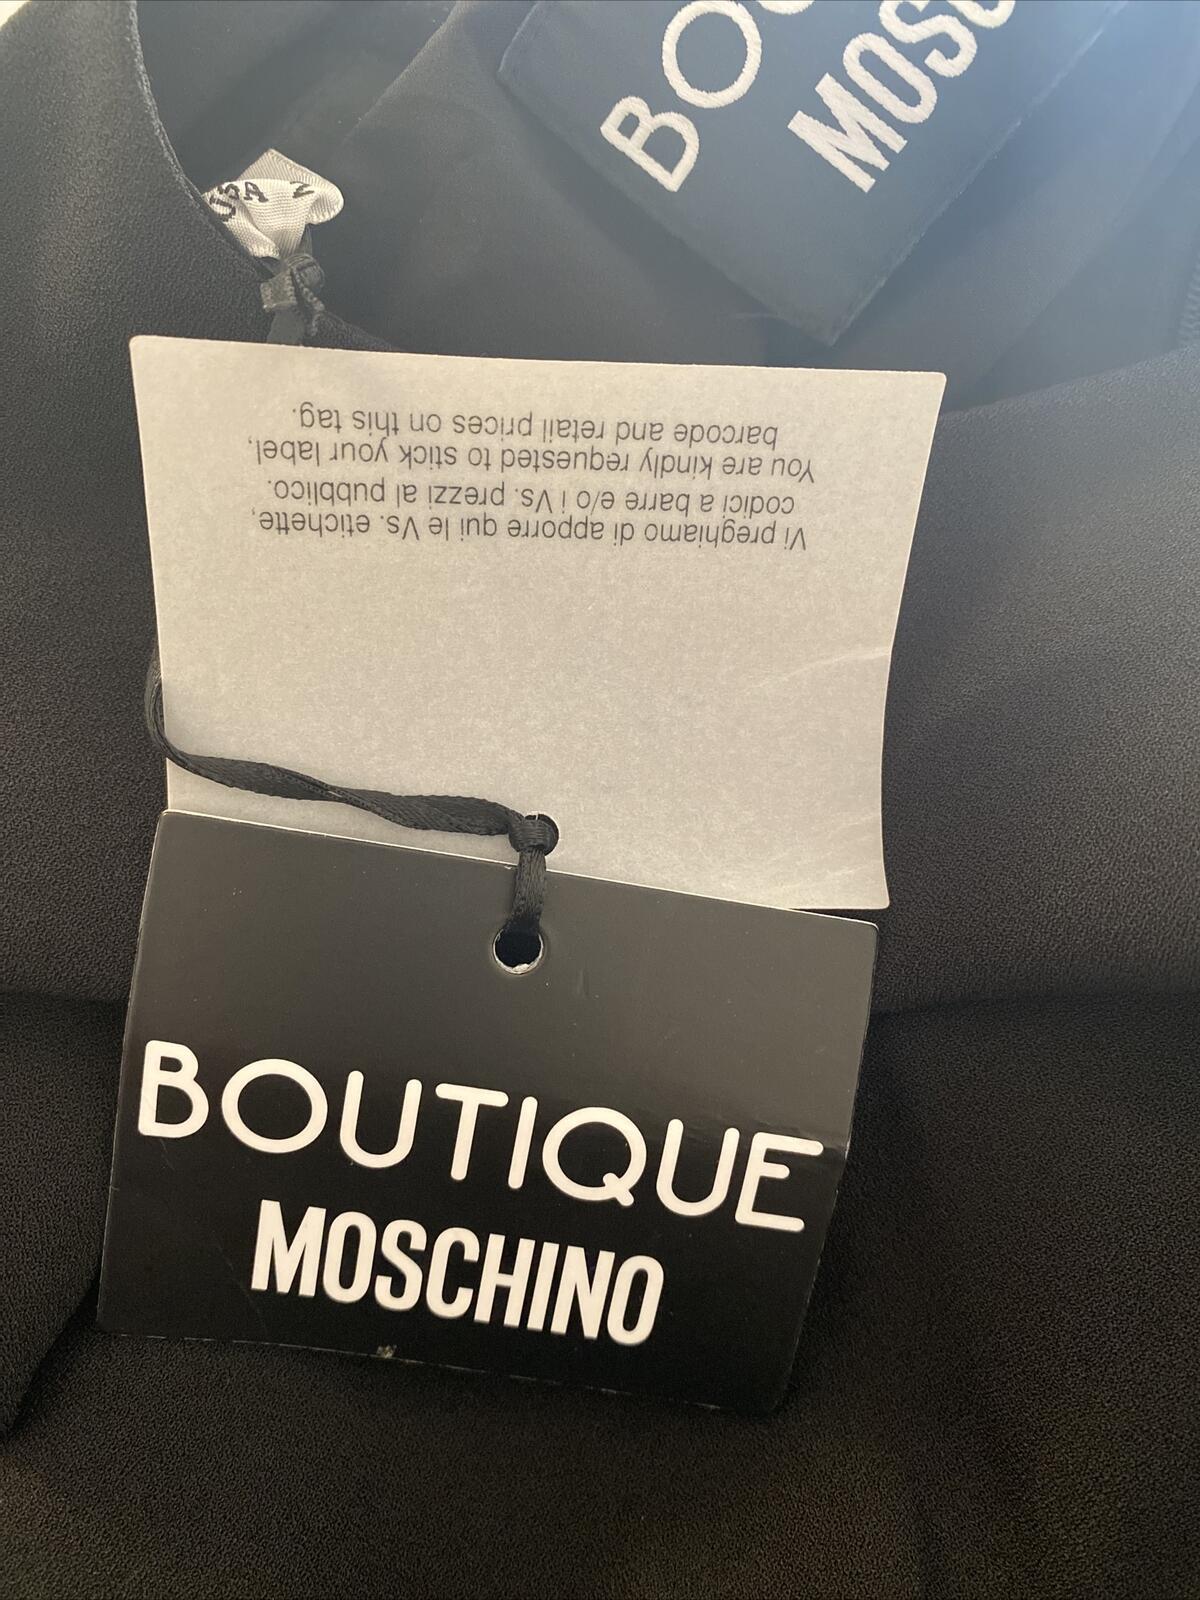 MOSC
USA
Vi preghiamo di apporre qui le Vs. etichette,
codici a barre e/o i Vs. prezzi al pubblico.
You are kindly requested to stick your label,
barcode and retail prices on this tag.
BOUTIQUE
MOSCHINO